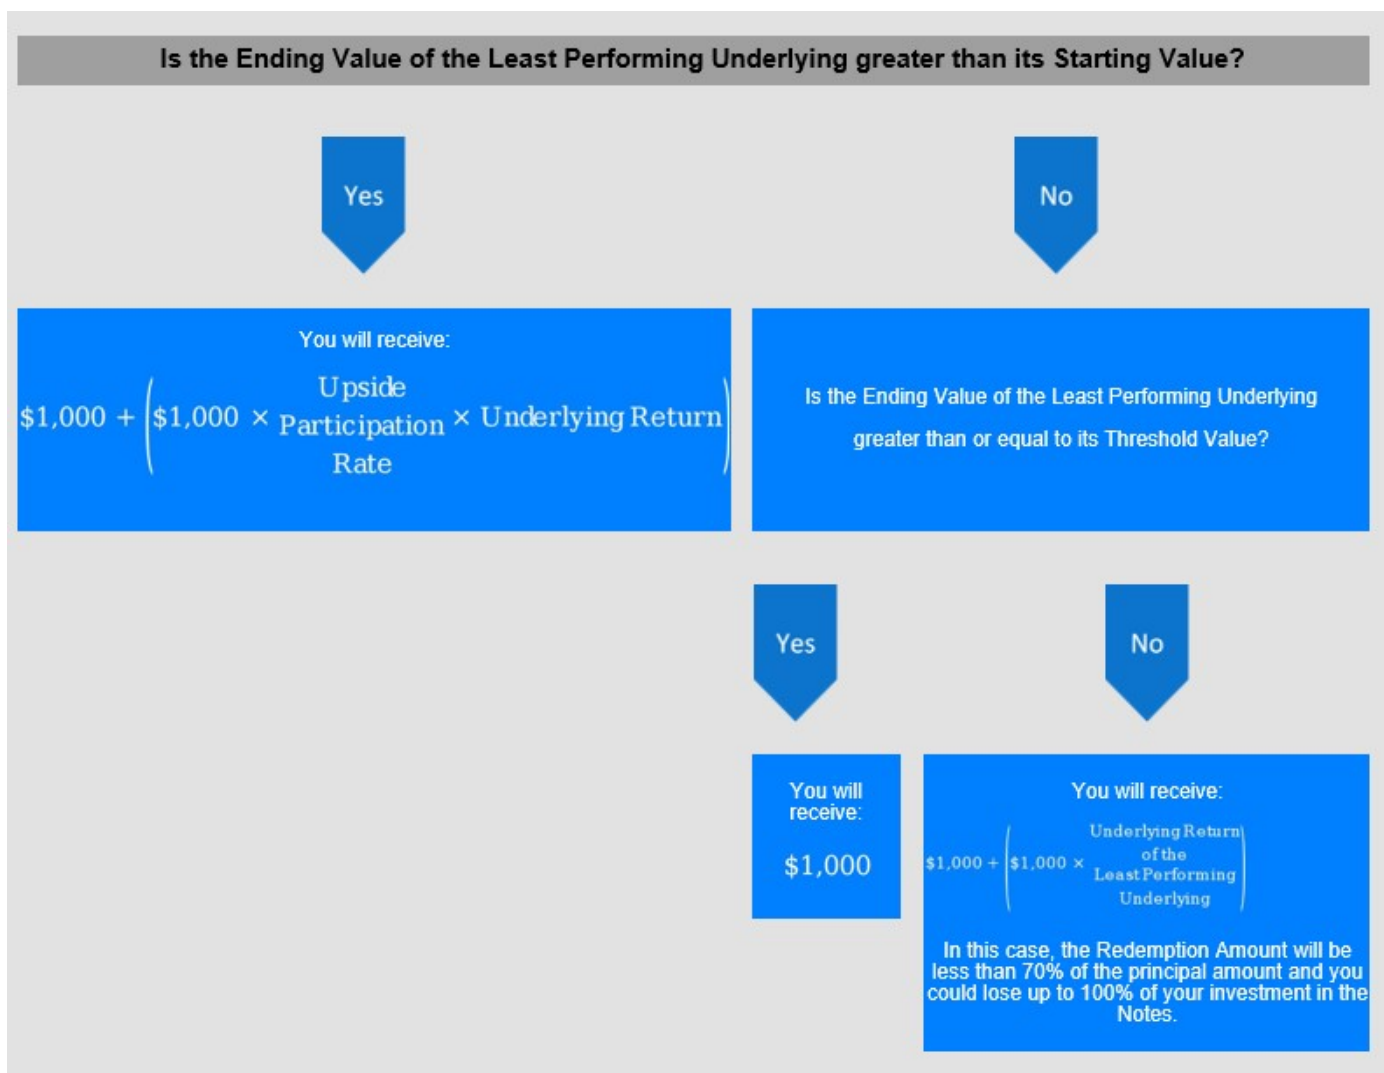 Is the Ending Value of the Least Performing Underlying greater than its Starting Value?
Yes
No
You will receive:
$1,000 + ($1,000 × Upside Participation Rate × Underlying Return)
Is the Ending Value of the Least Performing Underlying
greater than or equal to its Threshold Value?
Yes
No
You will
receive:
$1,000
You will receive:
$1,000 + ($1,000 × Underlying Return of the Least Performing Underlying)
In this case, the Redemption Amount will be
less than 70% of the principal amount and you
could lose up to 100% of your investment in the
Notes.